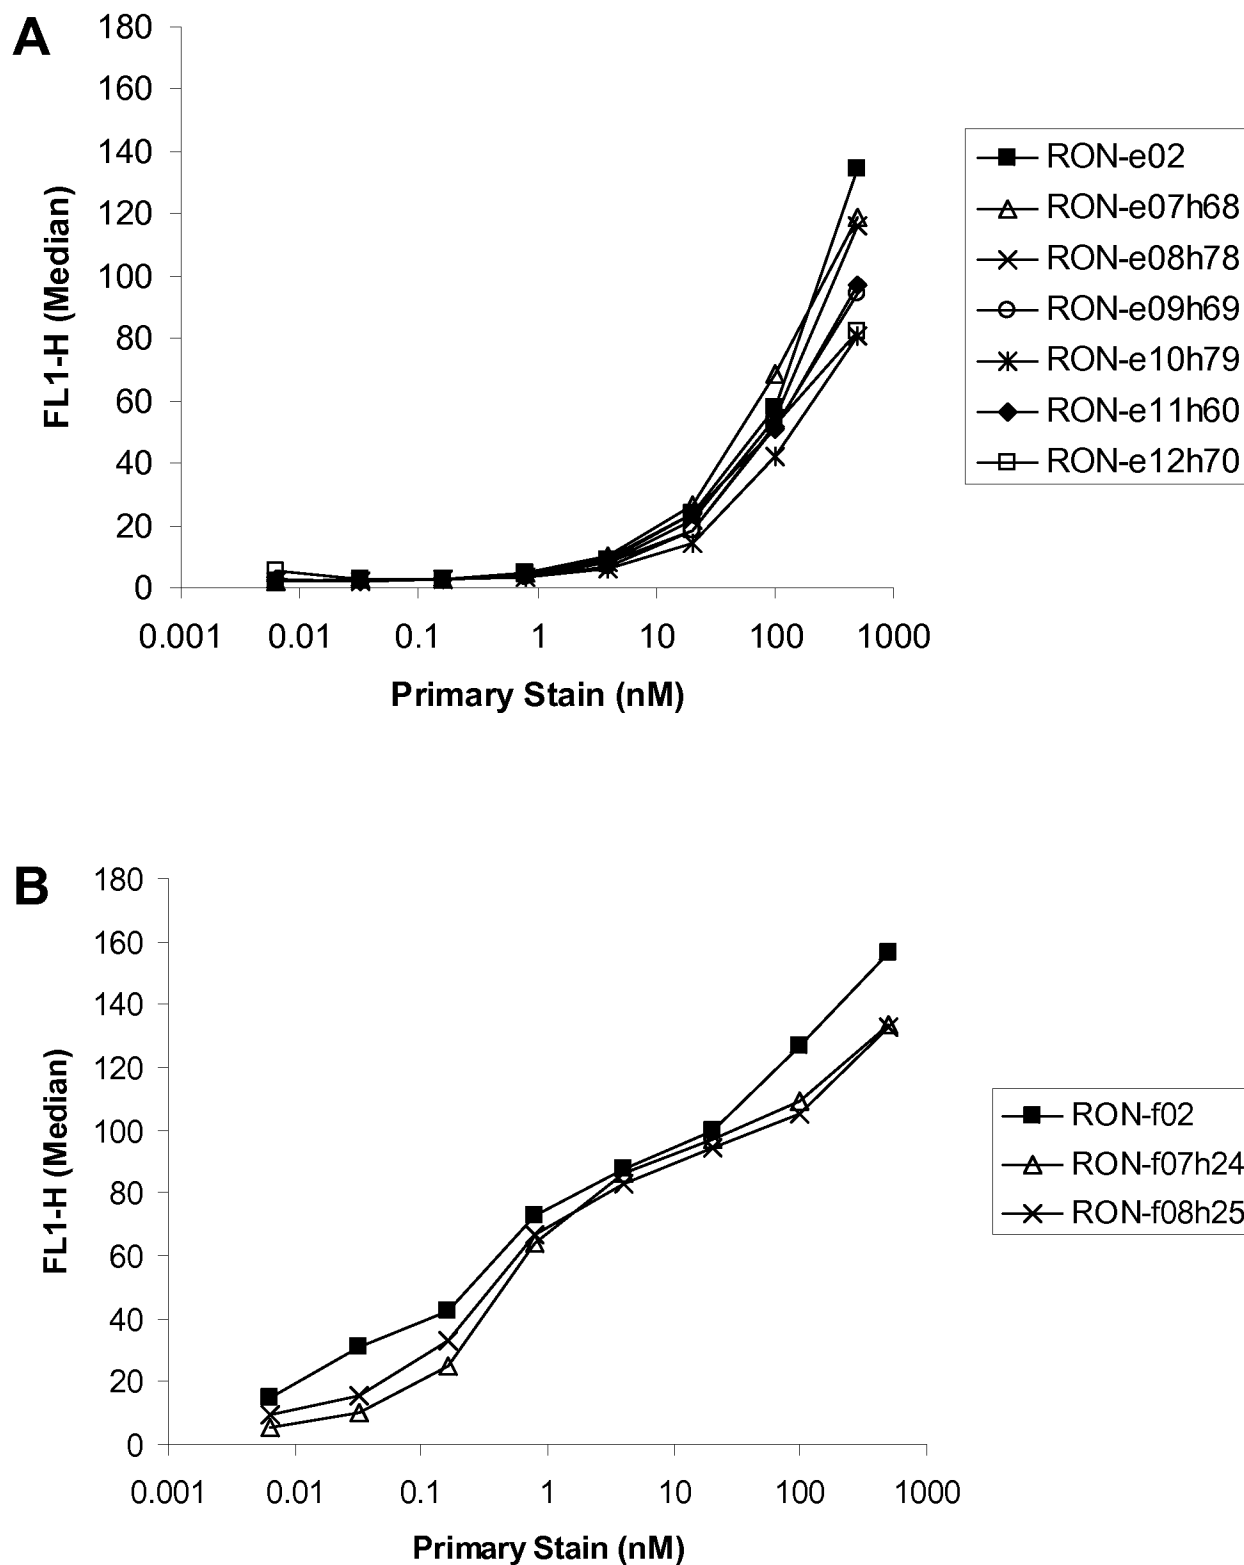 A
180
160
140
120
100
80
60
40
20
0
FL1-H (Median)
0.001 0.01 0.1 1 10 100 1000
Primary Stain (nM)
RON-e02
RON-e07h68
RON-e08h78
RON-e09h69
RON-e10h79
RON-e11h60
RON-e12h70
B
180
160
140
120
100
80
60
40
20
0
FL1-H (Median)
0.001 0.01 0.1 1 10 100 1000
Primary Stain (nM)
RON-f02
RON-f07h24
RON-f08h25